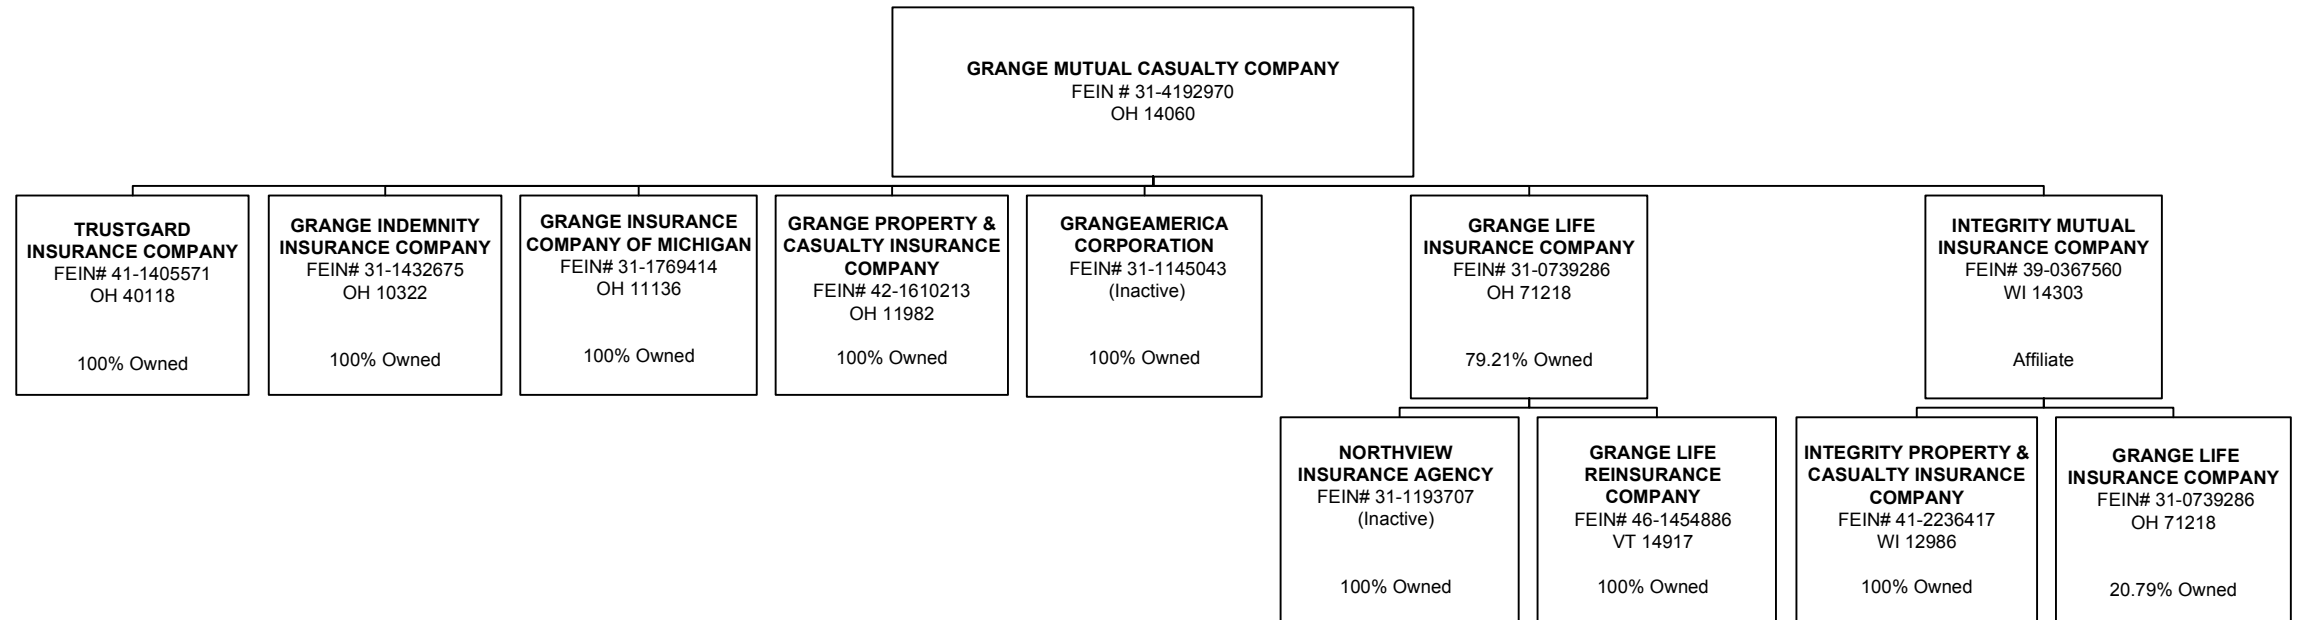 GRANGE MUTUAL CASUALTY COMPANY
FEIN # 31-4192970
OH 14060
TRUSTGARD
INSURANCE COMPANY
FEIN# 41-1405571
OH 40118
100% Owned
GRANGE INDEMNITY
INSURANCE COMPANY
FEIN# 31-1432675
OH 10322
100% Owned
GRANGE INSURANCE
COMPANY OF MICHIGAN
FEIN# 31-1769414
OH 11136
100% Owned
GRANGE PROPERTY &
CASUALTY INSURANCE
COMPANY
FEIN# 42-1610213
OH 11982
100% Owned
GRANGEAMERICA
CORPORATION
FEIN# 31-1145043
(Inactive)
100% Owned
GRANGE LIFE
INSURANCE COMPANY
FEIN# 31-0739286
OH 71218
79.21% Owned
INTEGRITY MUTUAL
INSURANCE COMPANY
FEIN# 39-0367560
WI 14303
Affiliate
NORTHVIEW
INSURANCE AGENCY
FEIN# 31-1193707
(Inactive)
100% Owned
GRANGE LIFE
REINSURANCE
COMPANY
FEIN# 46-1454886
VT 14917
100% Owned
INTEGRITY PROPERTY &
CASUALTY INSURANCE
COMPANY
FEIN# 41-2236417
WI 12986
100% Owned
GRANGE LIFE
INSURANCE COMPANY
FEIN# 31-0739286
OH 71218
20.79% Owned